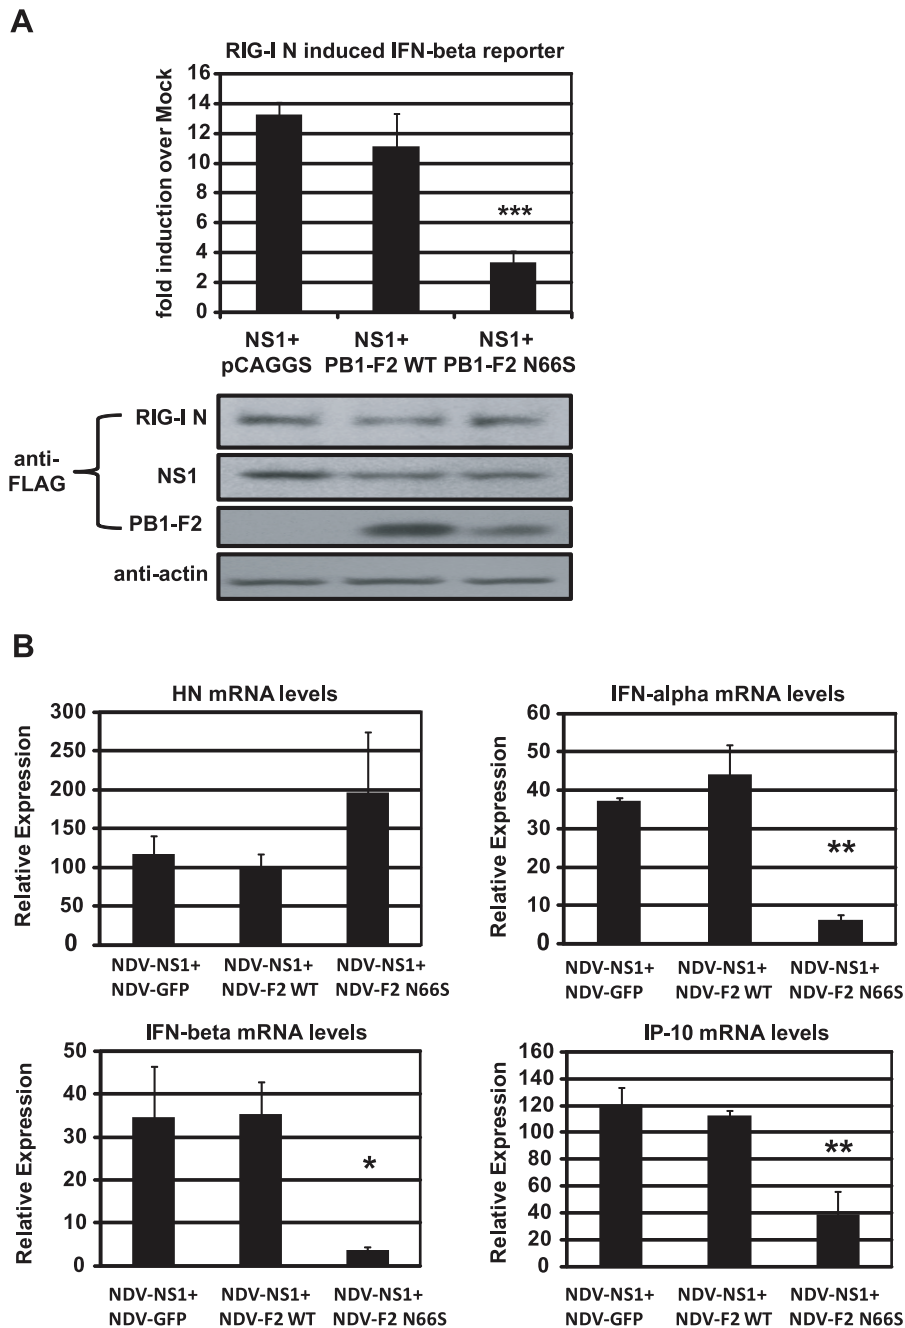 A
RIG-I N induced IFN-beta reporter
fold induction over Mock
16
14
12
10
8
6
4
2
0
***
NS1+ NS1+ NS1+
pCAGGS PB1-F2 WT PB1-F2 N66S
anti-
FLAG
RIG-I N
NS1
PB1-F2
anti-actin
B
HN mRNA levels
Relative Expression
300
250
200
150
100
50
0
NDV-NS1+ NDV-NS1+ NDV-NS1+
NDV-GFP NDV-F2 WT NDV-F2 N66S
IFN-alpha mRNA levels
Relative Expression
60
50
40
30
20
10
0
**
NDV-NS1+ NDV-NS1+ NDV-NS1+
NDV-GFP NDV-F2 WT NDV-F2 N66S
IFN-beta mRNA levels
Relative Expression
50
40
30
20
10
0
*
NDV-NS1+ NDV-NS1+ NDV-NS1+
NDV-GFP NDV-F2 WT NDV-F2 N66S
IP-10 mRNA levels
Relative Expression
160
140
120
100
80
60
40
20
0
**
NDV-NS1+ NDV-NS1+ NDV-NS1+
NDV-GFP NDV-F2 WT NDV-F2 N66S